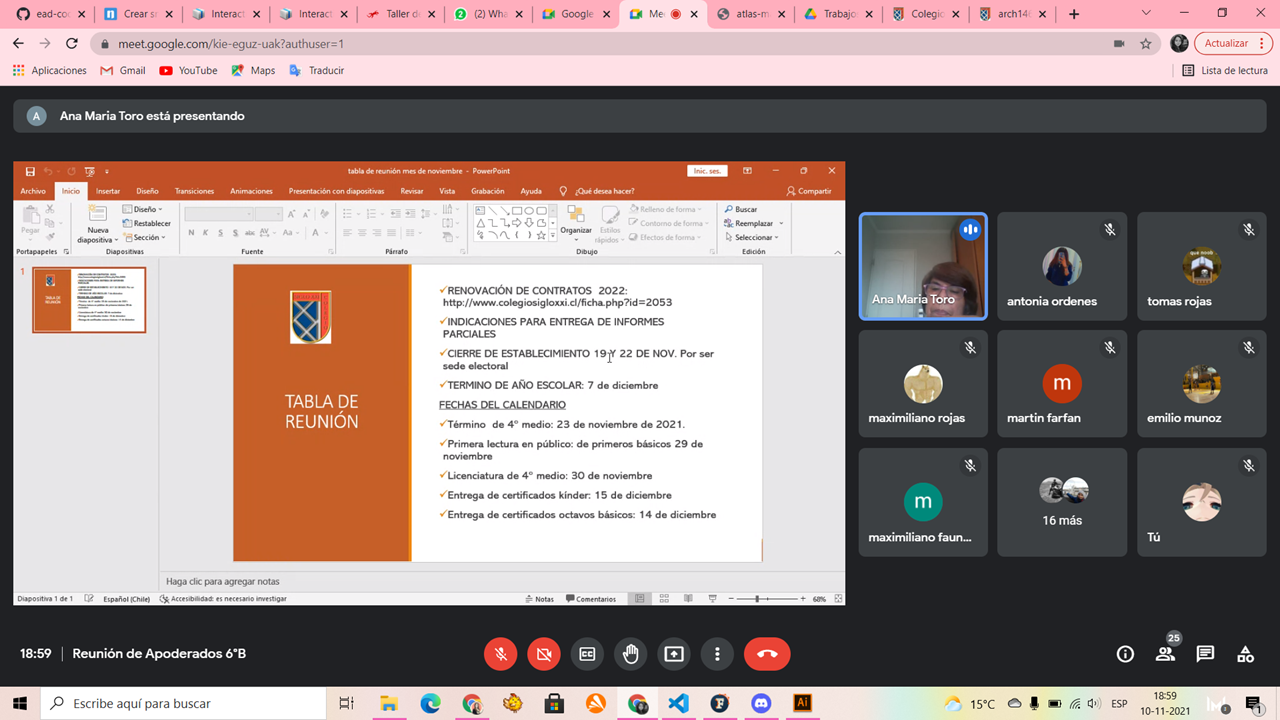 ead-co
Crear s
Interact
Interact
Taller de
(2) Wha
Google
Me
atlas-m
Trabajo
Colegio
arch146
meet.google.com/kie-eguz-uak?authuser=1
Actualizar
Aplicaciones
Gmail
YouTube
Maps
Traducir
Lista de lectura
A
Ana Maria Toro está presentando
tabla de reunión mes de noviembre - PowerPoint
Inic. ses.
Archivo
Inicio
Insertar
Diseño
Transiciones
Animaciones
Presentación con diapositivas
Revisar
Vista
Grabación
Ayuda
¿Qué desea hacer?
Compartir
Pegar
Nueva
diapositiva
Diseño
Restablecer
Sección
N
K
S
Organizar
Estilos
rápidos
Relleno de forma
Contorno de forma
Efectos de forma
Buscar
Reemplazar
Seleccionar
Portapapeles
Diapositivas
Fuente
Párrafo
Dibujo
Edición
1
TABLA DE
REUNIÓN
TABLA DE
REUNIÓN
RENOVACIÓN DE CONTRATOS 2022:
http://www.colegiosigloxxi.cl/ficha.php?id=2053
INDICACIONES PARA ENTREGA DE INFORMES
PARCIALES
CIERRE DE ESTABLECIMIENTO 19 Y 22 DE NOV. Por ser
sede electoral
TERMINO DE AÑO ESCOLAR: 7 de diciembre
FECHAS DEL CALENDARIO
Término de 4º medio: 23 de noviembre de 2021.
Primera lectura en público: de primeros básicos 29 de
noviembre
Licenciatura de 4º medio: 30 de noviembre
Entrega de certificados kinder: 15 de diciembre
Entrega de certificados octavos básicos: 14 de diciembre
Haga clic para agregar notas
Diapositiva 1 de 1
Español (Chile)
Accesibilidad: es necesario investigar
Notas
Comentarios
68%
Ana Maria Toro
antonia ordenes
tomas rojas
maximiliano rojas
m
martin farfan
emilio munoz
m
maximiliano faun...
16 más
Tú
18:59
Reunión de Apoderados 6°B
25
Escribe aquí para buscar
15°C
ESP
18:59
10-11-2021